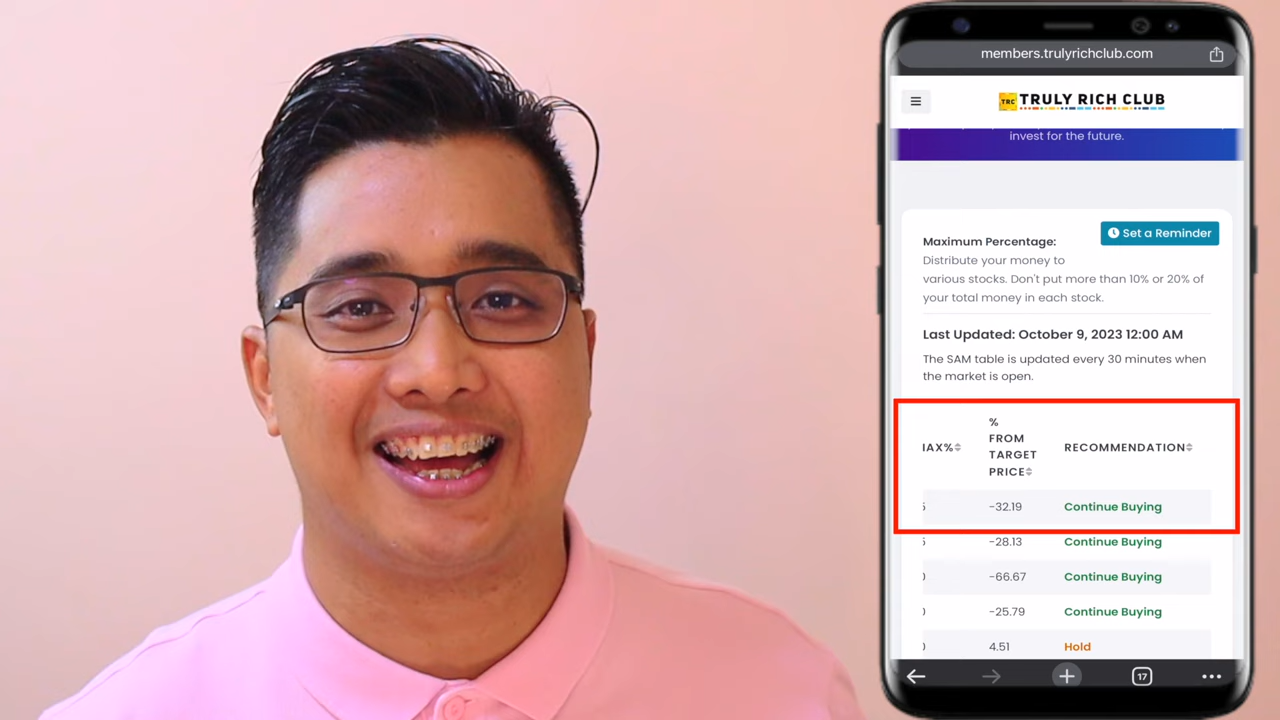 members.trulyrichclub.com
TRC TRULY RICH CLUB
invest for the future.
Set a Reminder
Maximum Percentage:
Distribute your money to
various stocks. Don't put more than 10% or 20% of
your total money in each stock.
Last Updated: October 9, 2023 12:00 AM
The SAM table is updated every 30 minutes when
the market is open.
%
FROM
IAX% TARGET RECOMMENDATION
PRICE
-32.19 Continue Buying
-28.13 Continue Buying
-66.67 Continue Buying
-25.79 Continue Buying
4.51 Hold
17